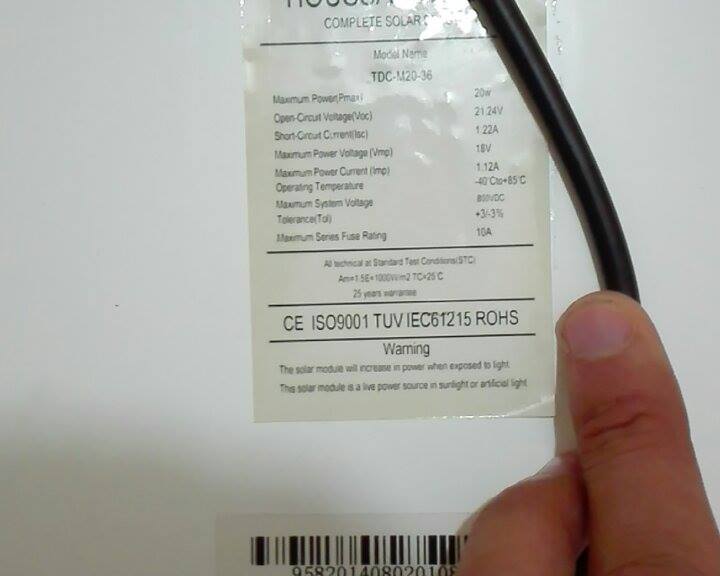 COMPLETE SOLAR
Model Name
TDC-M20-36
Maximum Power(Pmax) 20w
Open-Circuit Voltage(Voc) 21.24V
Short-Circuit Current(Isc) 1.22A
Maximum Power Voltage (Vmp) 18V
Maximum Power Current (Imp) 1.12A
Operating Temperature -40°Cto+85°C
Maximum System Voltage 800VDC
Tolerance(Tol) +3/-3%
Maximum Series Fuse Rating 10A
All technical at Standard Test Conditions(STC)
Am=1.5E=1000W/m2 TC=25°C
25 years warrantee
CE ISO9001 TUV IEC61215 ROHS
Warning
The solar module will increase in power when exposed to light
This solar module is a live power source in sunlight or artificial light